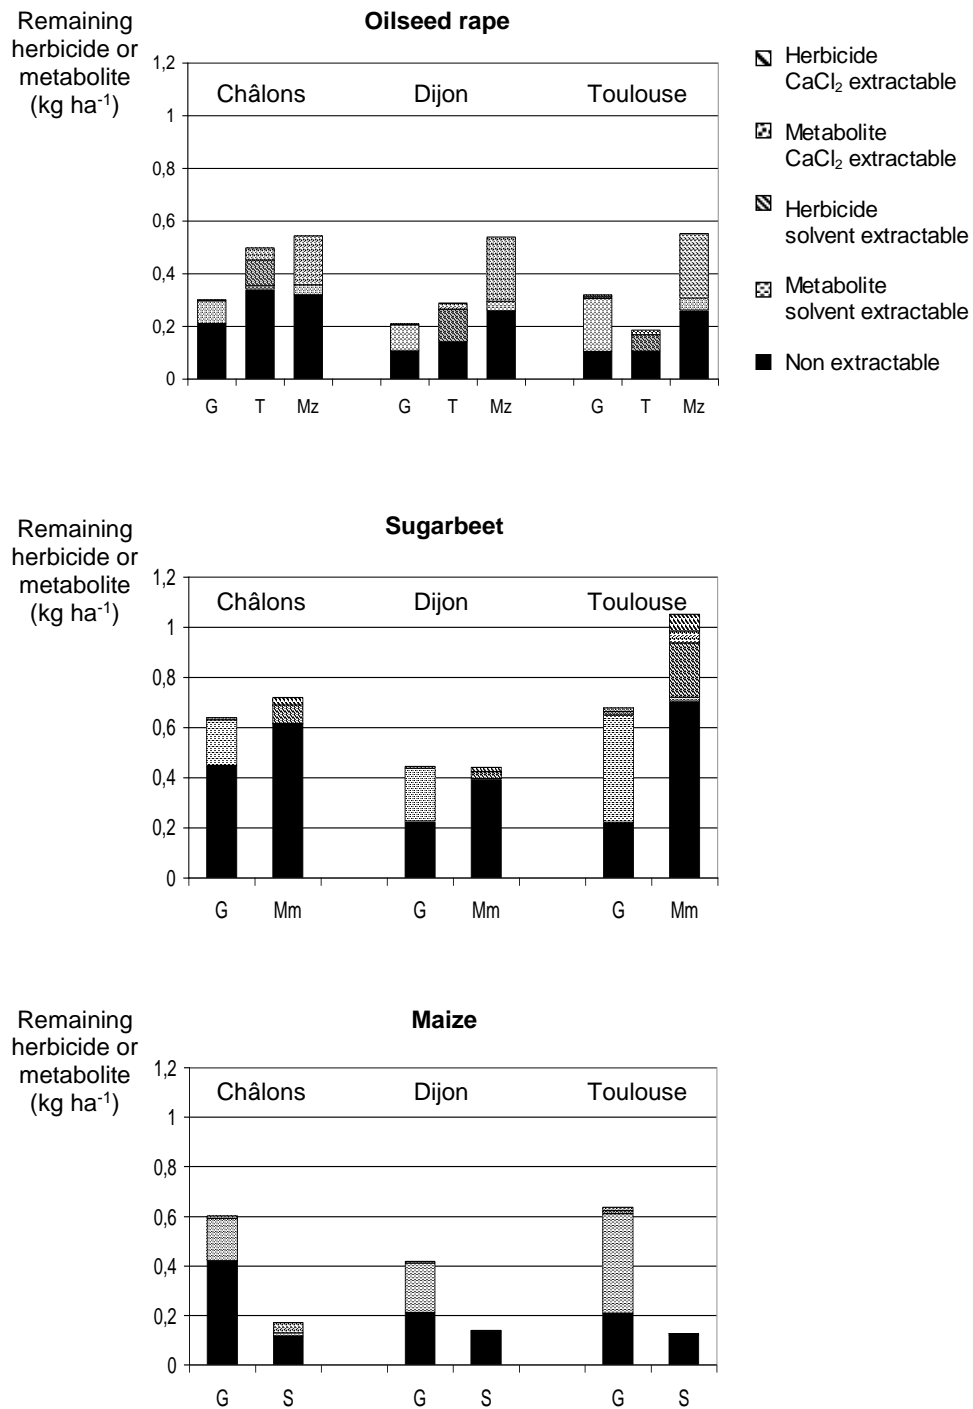 Oilseed rape
Remaining
herbicide or
metabolite
(kg ha⁻¹)
1,2
1
0,8
0,6
0,4
0,2
0
Châlons Dijon Toulouse
G T Mz G T Mz G T Mz
Herbicide
CaCl₂ extractable
Metabolite
CaCl₂ extractable
Herbicide
solvent extractable
Metabolite
solvent extractable
Non extractable
Sugarbeet
Remaining
herbicide or
metabolite
(kg ha⁻¹)
1,2
1
0,8
0,6
0,4
0,2
0
Châlons Dijon Toulouse
G Mm G Mm G Mm
Maize
Remaining
herbicide or
metabolite
(kg ha⁻¹)
1,2
1
0,8
0,6
0,4
0,2
0
Châlons Dijon Toulouse
G S G S G S